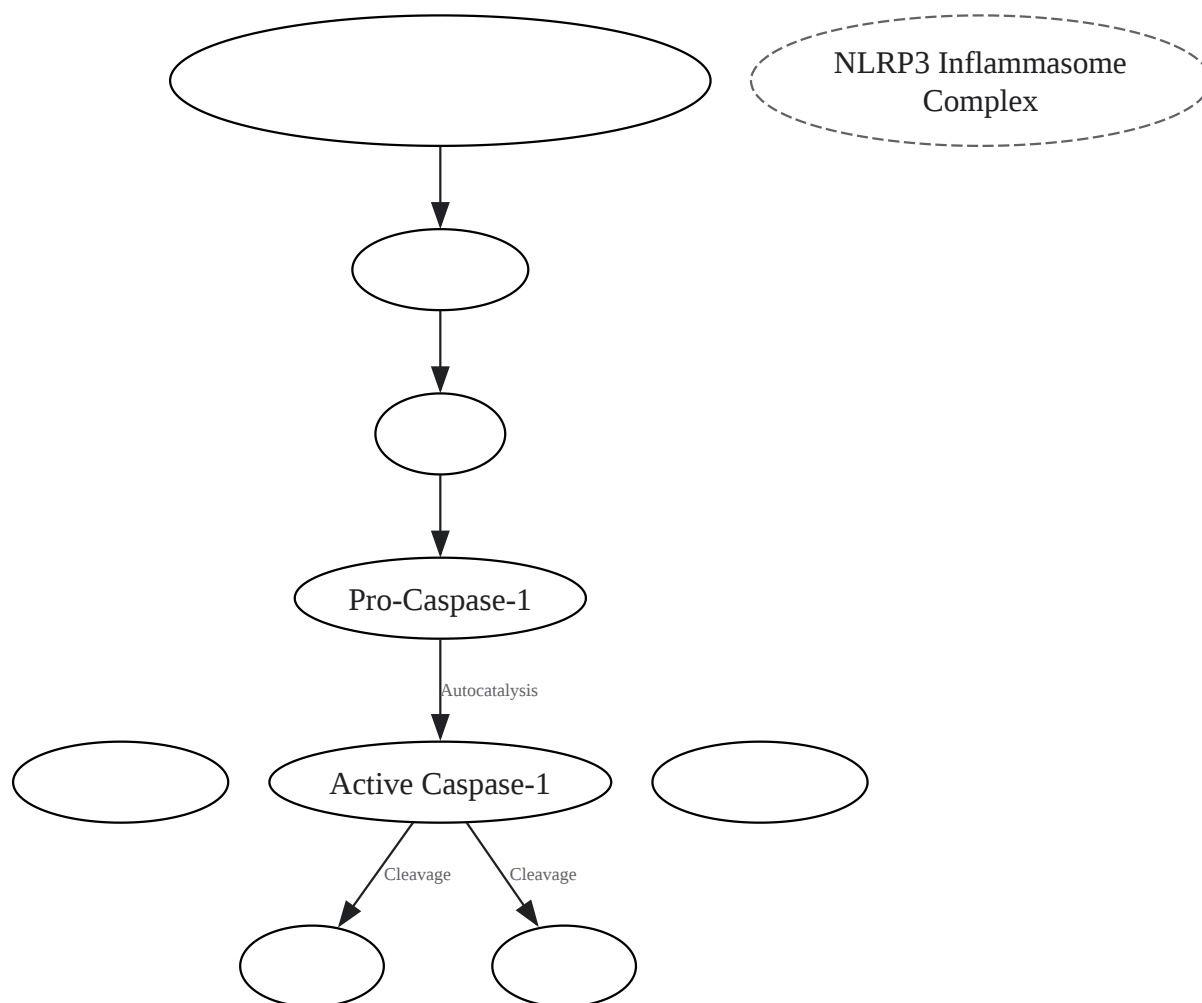 NLRP3 Inflammasome
Complex
Pro-Caspase-1
Autocatalysis
Active Caspase-1
Cleavage
Cleavage